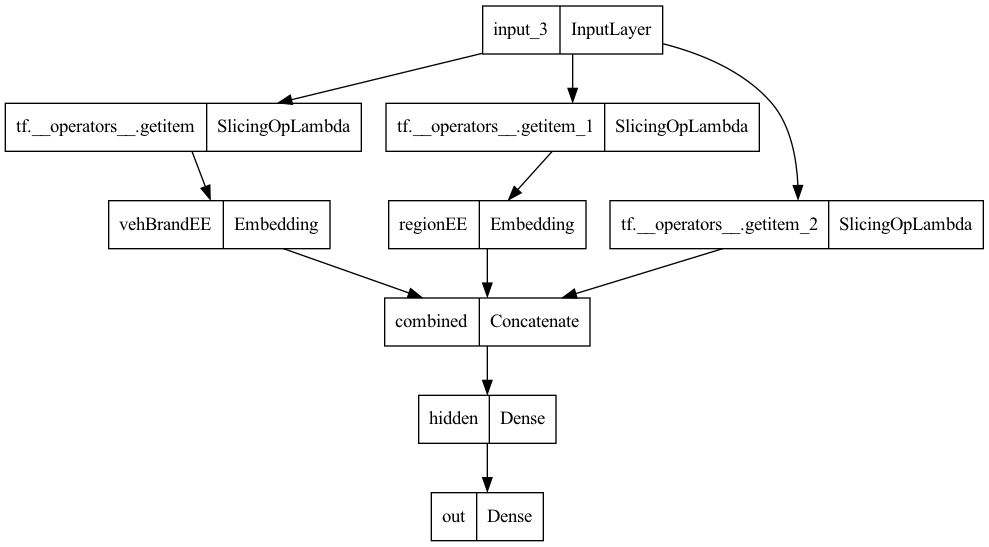 input_3 InputLayer
tf.__operators__.getitem SlicingOpLambda
tf.__operators__.getitem_1 SlicingOpLambda
vehBrandEE Embedding
regionEE Embedding
tf.__operators__.getitem_2 SlicingOpLambda
combined Concatenate
hidden Dense
out Dense